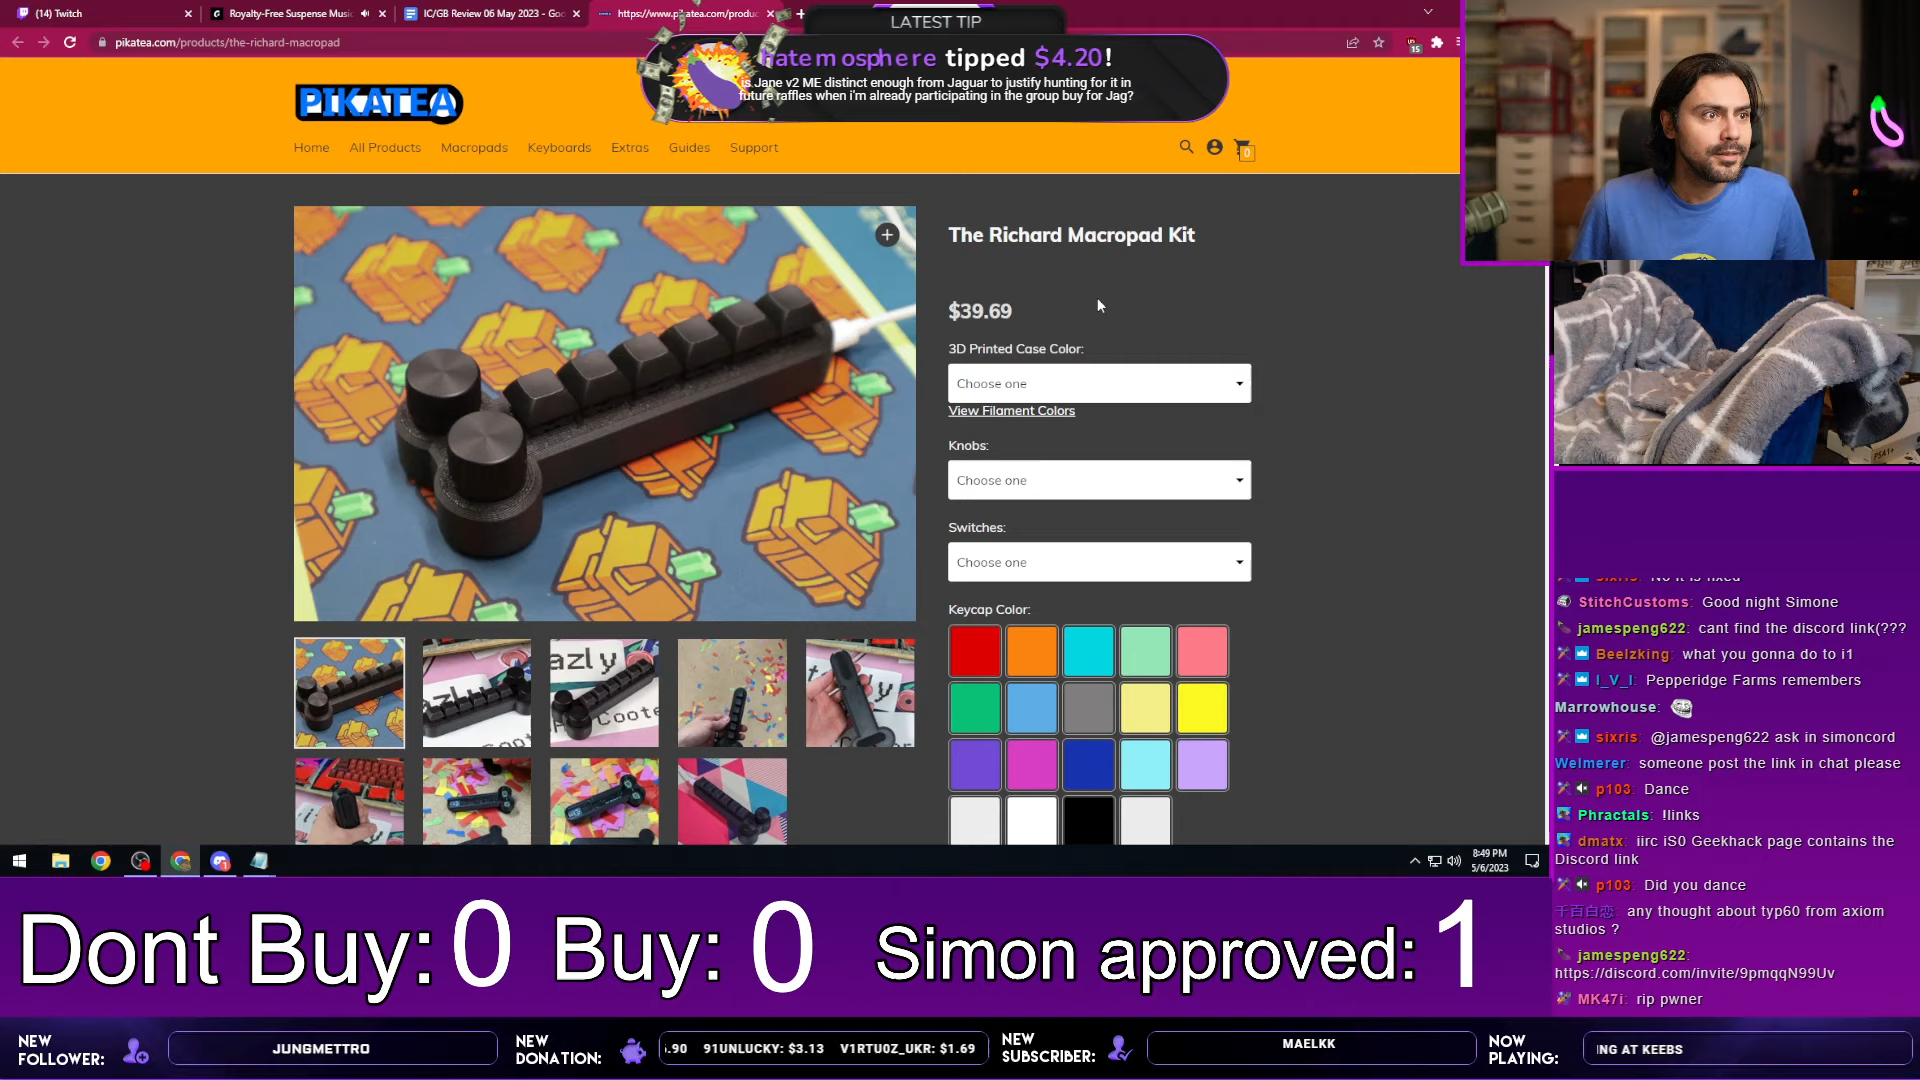 (14) Twitch
Royalty-Free Suspense Music
IC/GB Review 06 May 2023 - Goo
https://www.pikatea.com/produc
pikatea.com/products/the-richard-macropad
15
LATEST TIP
hatemosphere tipped $4.20!
is Jane v2 ME distinct enough from Jaguar to justify hunting for it in
future raffles when i'm already participating in the group buy for Jag?
PIKATEA
Home All Products Macropads Keyboards Extras Guides Support
0
The Richard Macropad Kit
$39.69
3D Printed Case Color:
Choose one
View Filament Colors
Knobs:
Choose one
Switches:
Choose one
Keycap Color:
azly
8:49 PM
5/6/2023
sixris: No it is fixed
StitchCustoms: Good night Simone
jamespeng622: cant find the discord link(???
Beelzking: what you gonna do to i1
I_V_I: Pepperidge Farms remembers
Marrowhouse:
sixris: @jamespeng622 ask in simoncord
Welmerer: someone post the link in chat please
p103: Dance
Phractals: !links
dmatx: iirc iS0 Geekhack page contains the
Discord link
p103: Did you dance
千百白恋: any thought about typ60 from axiom
studios ?
jamespeng622:
https://discord.com/invite/9pmqqN99Uv
MK47i: rip pwner
Dont Buy: 0 Buy: 0 Simon approved: 1
NEW
FOLLOWER:
JUNGMETTRO
NEW
DONATION:
.90 91UNLUCKY: $3.13 V1RTU0Z_UKR: $1.69
NEW
SUBSCRIBER:
MAELKK
NOW
PLAYING:
ING AT KEEBS